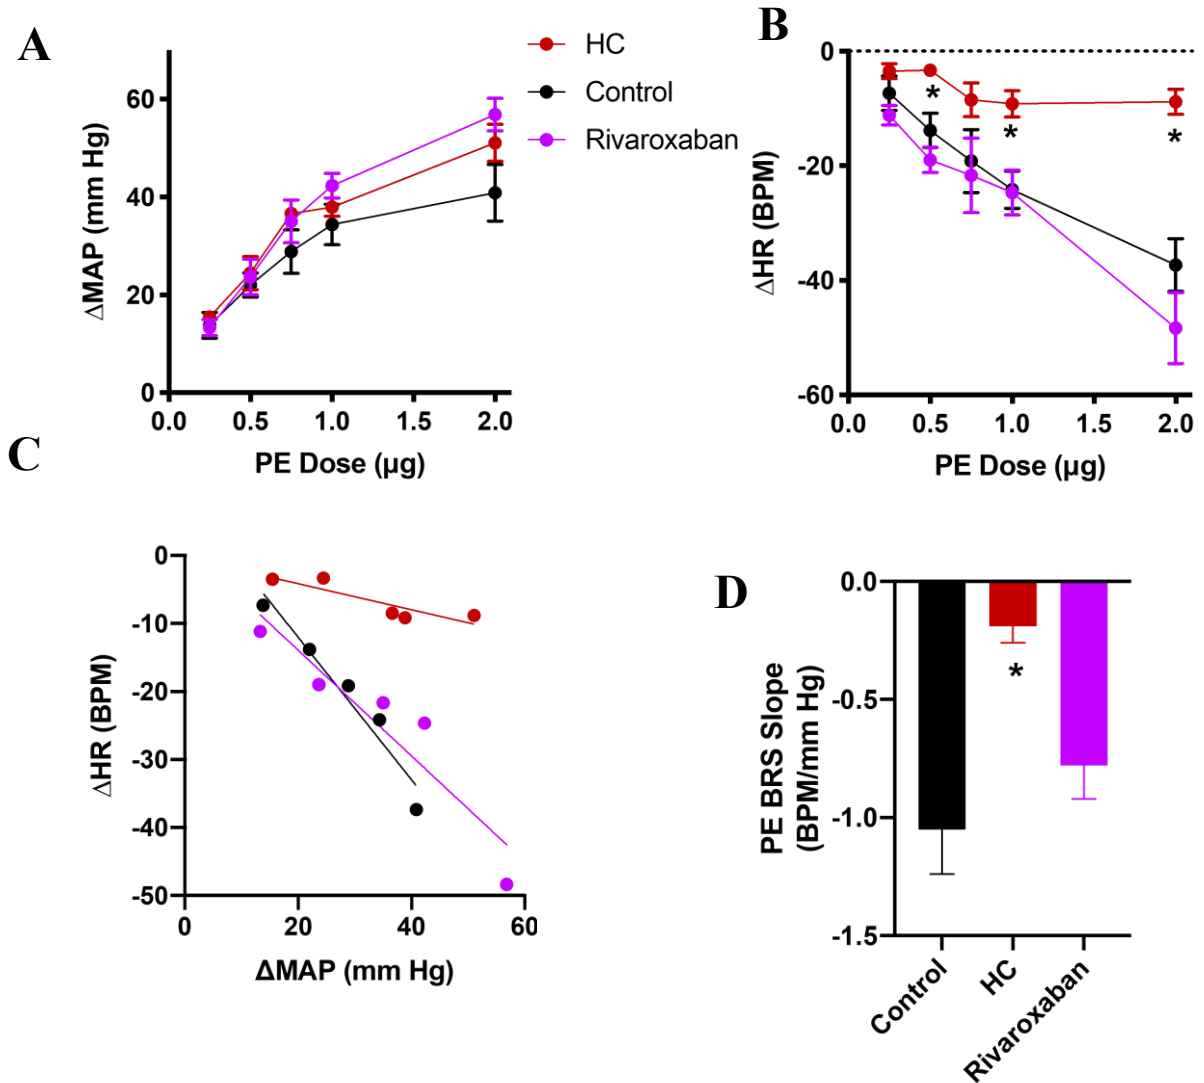 A
HC
Control
Rivaroxaban
ΔMAP (mm Hg)
60
40
20
0
0.0 0.5 1.0 1.5 2.0
PE Dose (µg)
B
ΔHR (BPM)
0
-20
-40
-60
*
*
*
0.0 0.5 1.0 1.5 2.0
PE Dose (µg)
C
ΔHR (BPM)
0
-10
-20
-30
-40
-50
0 20 40 60
ΔMAP (mm Hg)
D
PE BRS Slope
(BPM/mm Hg)
0.0
-0.5
-1.0
-1.5
*
Control
HC
Rivaroxaban